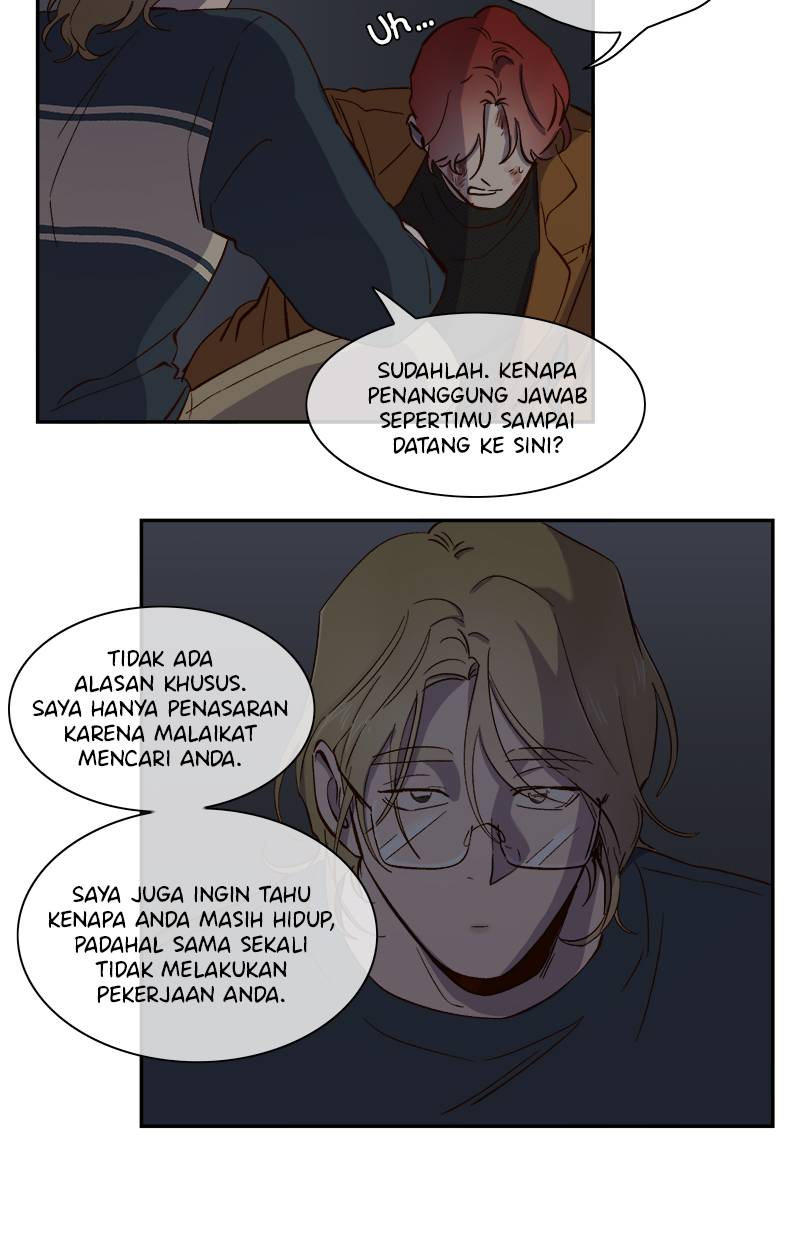 Uh...
SUDAHLAH. KENAPA
PENANGGUNG JAWAB
SEPERTIMU SAMPAI
DATANG KE SINI?
TIDAK ADA
ALASAN KHUSUS.
SAYA HANYA PENASARAN
KARENA MALAIKAT
MENCARI ANDA.
SAYA JUGA INGIN TAHU
KENAPA ANDA MASIH HIDUP,
PADAHAL SAMA SEKALI
TIDAK MELAKUKAN
PEKERJAAN ANDA.